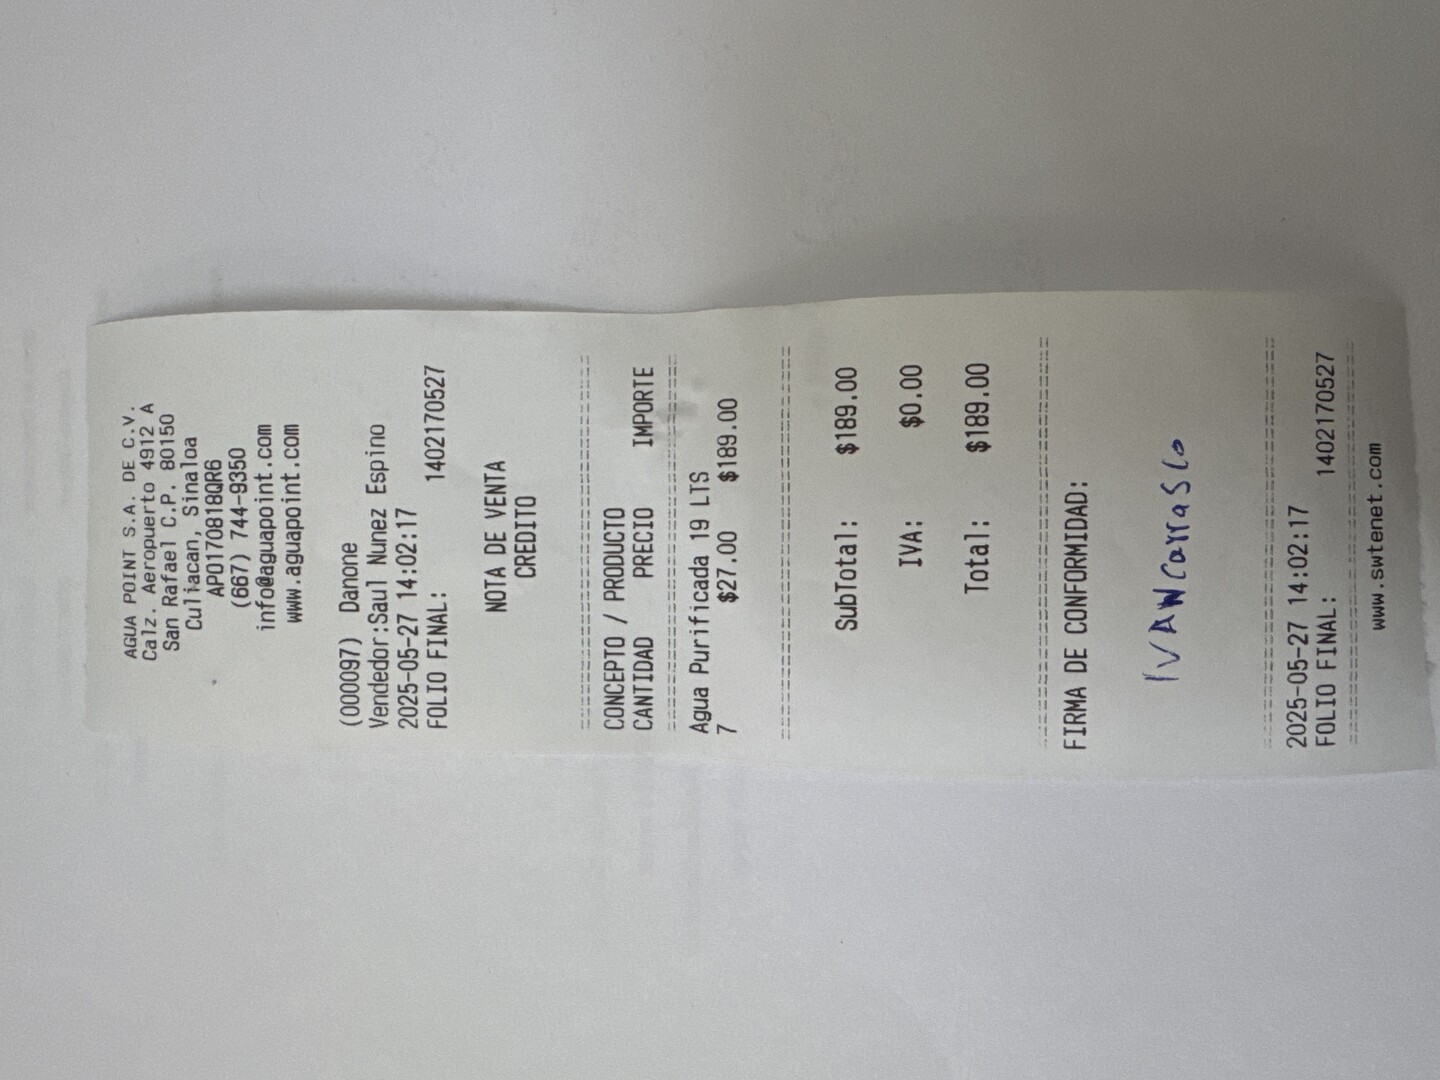 AGUA POINT S.A. DE C.V.
Calz. Aeropuerto 4912 A
San Rafael C.P. 80150
Culiacan, Sinaloa
APO170818QR6
(667) 744-9350
info@aguapoint.com
www.aguapoint.com
(000097) Danone
Vendedor:Saul Nunez Espino
2025-05-27 14:02:17
FOLIO FINAL: 1402170527
NOTA DE VENTA
CREDITO
CONCEPTO / PRODUCTO
CANTIDAD PRECIO IMPORTE
Agua Purificada 19 LTS
7 $27.00 $189.00
SubTotal: $189.00
IVA: $0.00
Total: $189.00
FIRMA DE CONFORMIDAD:
IVAN Carrasco
2025-05-27 14:02:17
FOLIO FINAL: 1402170527
www.swtenet.com